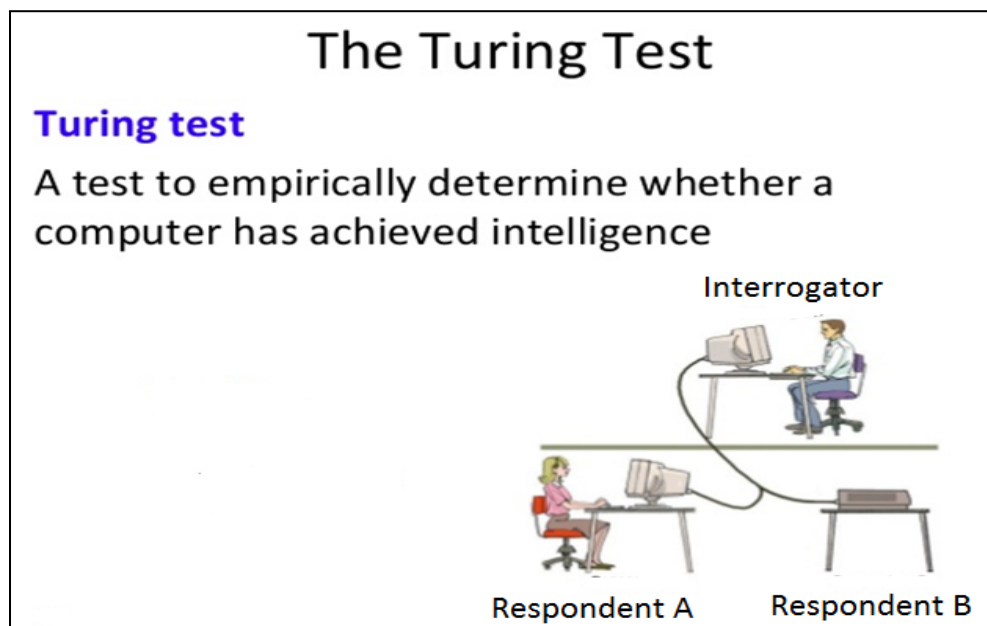 The Turing Test
Turing test
A test to empirically determine whether a
computer has achieved intelligence
Interrogator
Respondent A
Respondent B